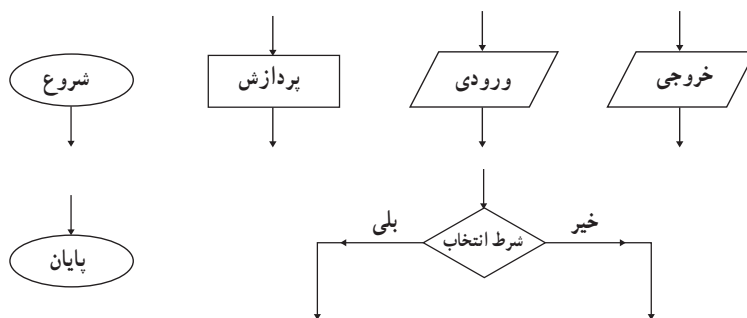 خروجی
ورودی
پردازش
شروع
خیر
بلی
شرط انتخاب
پایان